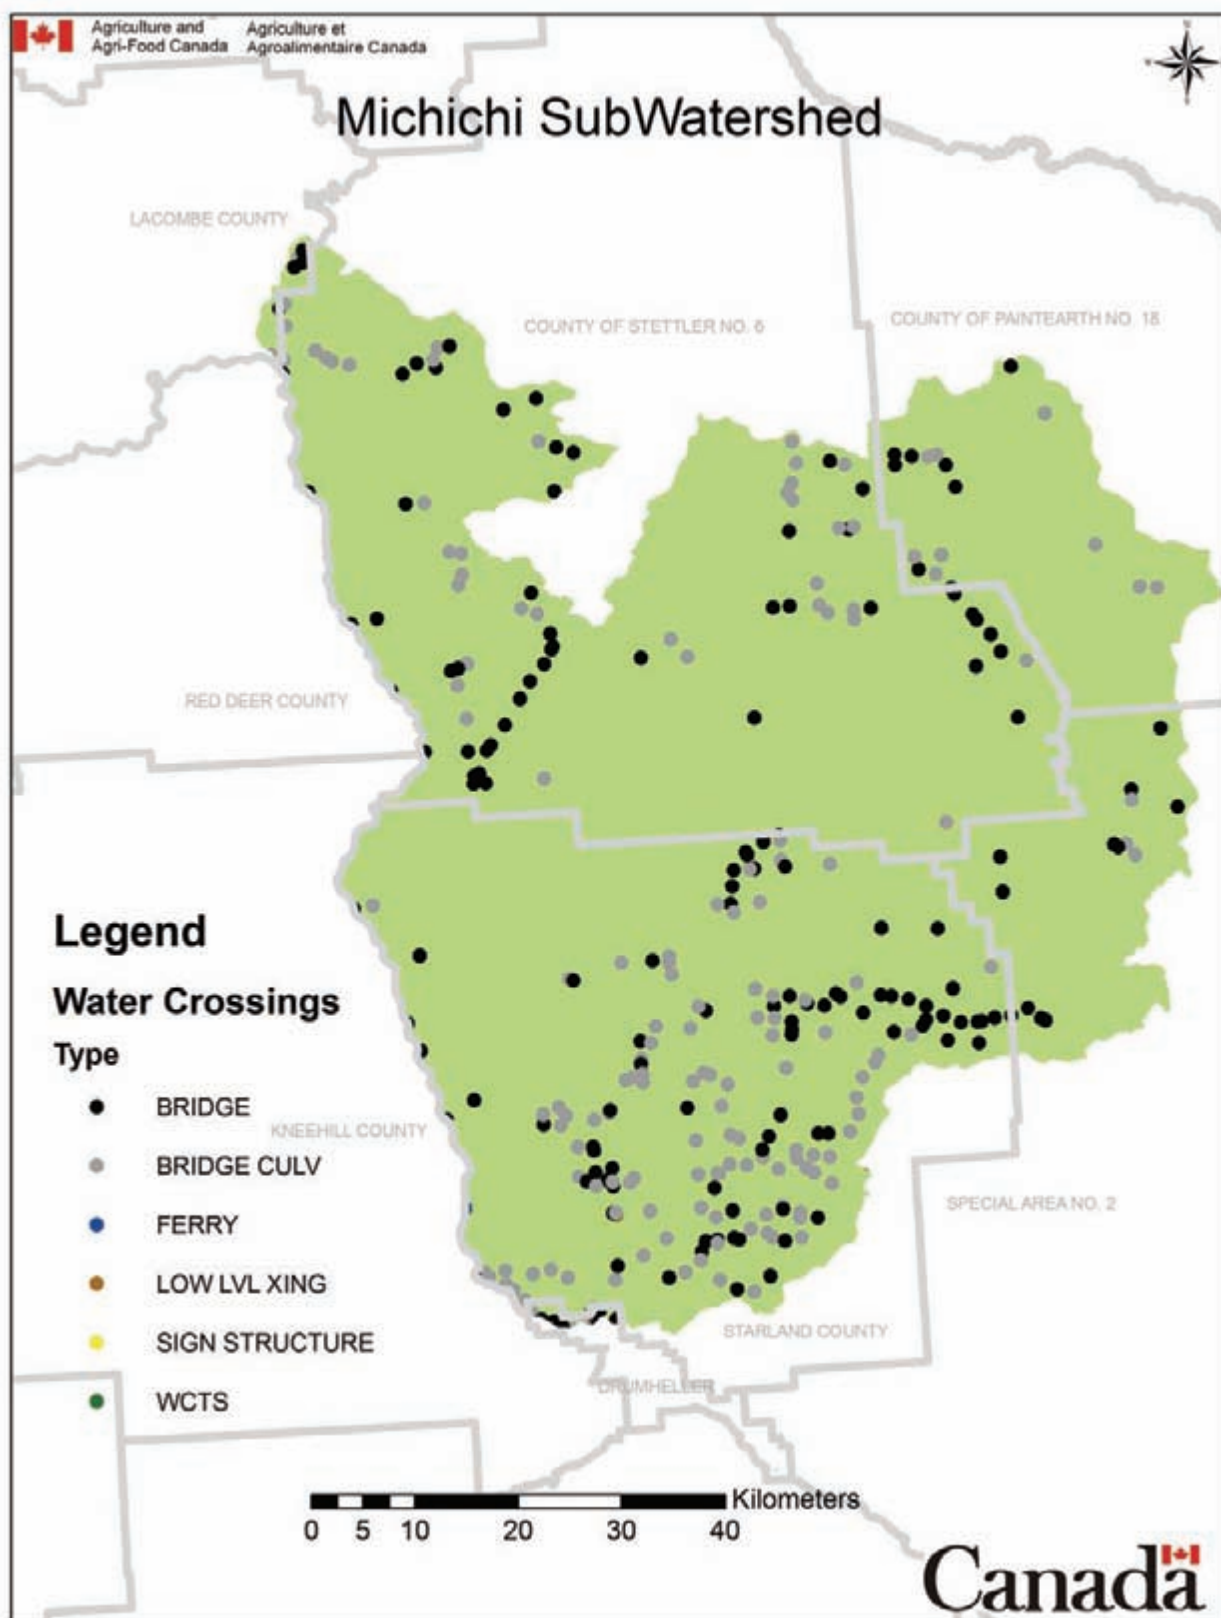 Agriculture and Agriculture et
Agri-Food Canada Agroalimentaire Canada
Michichi SubWatershed
LACOMBE COUNTY
COUNTY OF STETTLER NO. 6
COUNTY OF PAINTEARTH NO. 18
RED DEER COUNTY
Legend
Water Crossings
Type
BRIDGE
BRIDGE CULV
FERRY
LOW LVL XING
SIGN STRUCTURE
WCTS
KNEEHILL COUNTY
SPECIAL AREA NO. 2
STARLAND COUNTY
DRUMHELLER
Kilometers
0 5 10 20 30 40
Canada